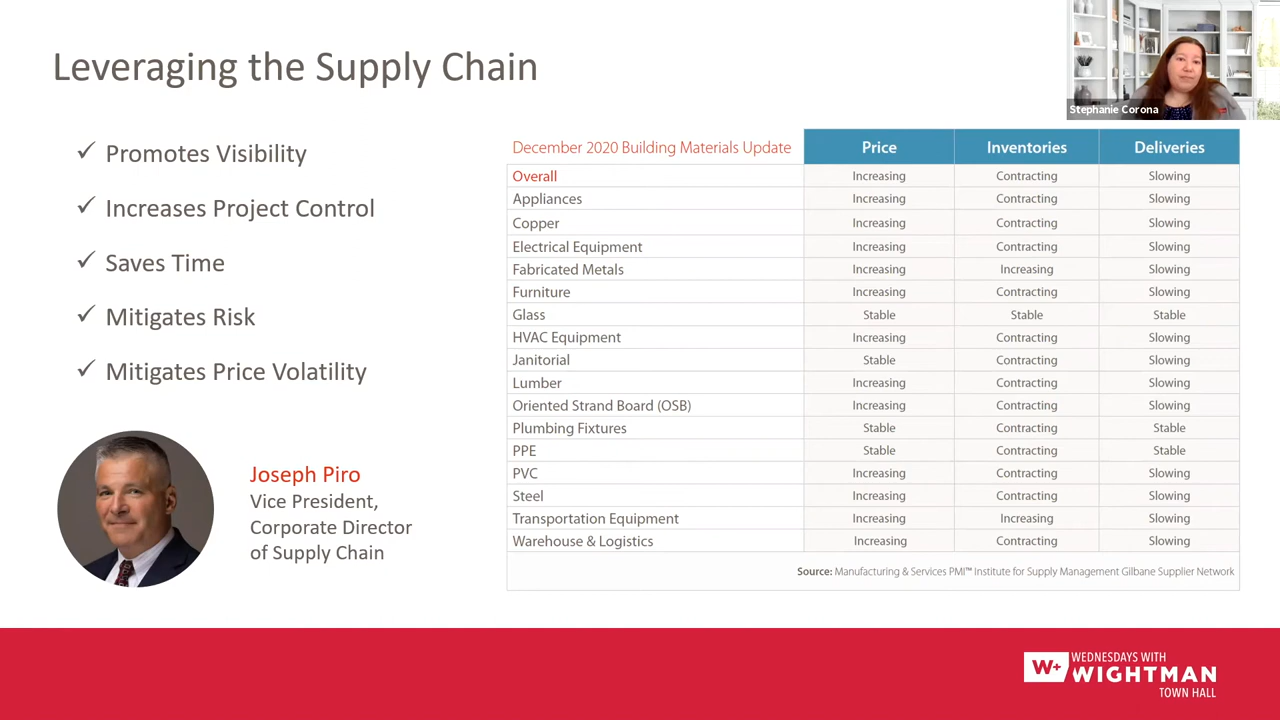 Leveraging the Supply Chain
Stephanie Corona
✓ Promotes Visibility
✓ Increases Project Control
✓ Saves Time
✓ Mitigates Risk
✓ Mitigates Price Volatility
Joseph Piro
Vice President,
Corporate Director
of Supply Chain
December 2020 Building Materials Update Price Inventories Deliveries
Overall Increasing Contracting Slowing
Appliances Increasing Contracting Slowing
Copper Increasing Contracting Slowing
Electrical Equipment Increasing Contracting Slowing
Fabricated Metals Increasing Increasing Slowing
Furniture Increasing Contracting Slowing
Glass Stable Stable Stable
HVAC Equipment Increasing Contracting Slowing
Janitorial Stable Contracting Slowing
Lumber Increasing Contracting Slowing
Oriented Strand Board (OSB) Increasing Contracting Slowing
Plumbing Fixtures Stable Contracting Stable
PPE Stable Contracting Stable
PVC Increasing Contracting Slowing
Steel Increasing Contracting Slowing
Transportation Equipment Increasing Increasing Slowing
Warehouse & Logistics Increasing Contracting Slowing
Source: Manufacturing & Services PMI™ Institute for Supply Management Gilbane Supplier Network
W+
WEDNESDAYS WITH
WIGHTMAN
TOWN HALL